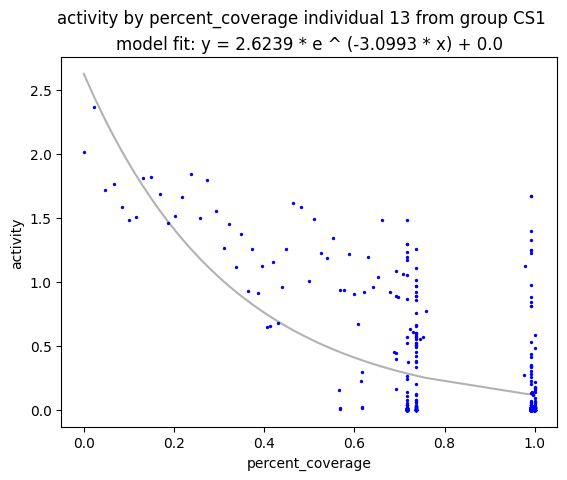 activity by percent_coverage individual 13 from group CS1
model fit: y = 2.6239 * e ^ (-3.0993 * x) + 0.0
2.5
2.0
1.5
1.0
0.5
0.0
activity
0.0 0.2 0.4 0.6 0.8 1.0
percent_coverage